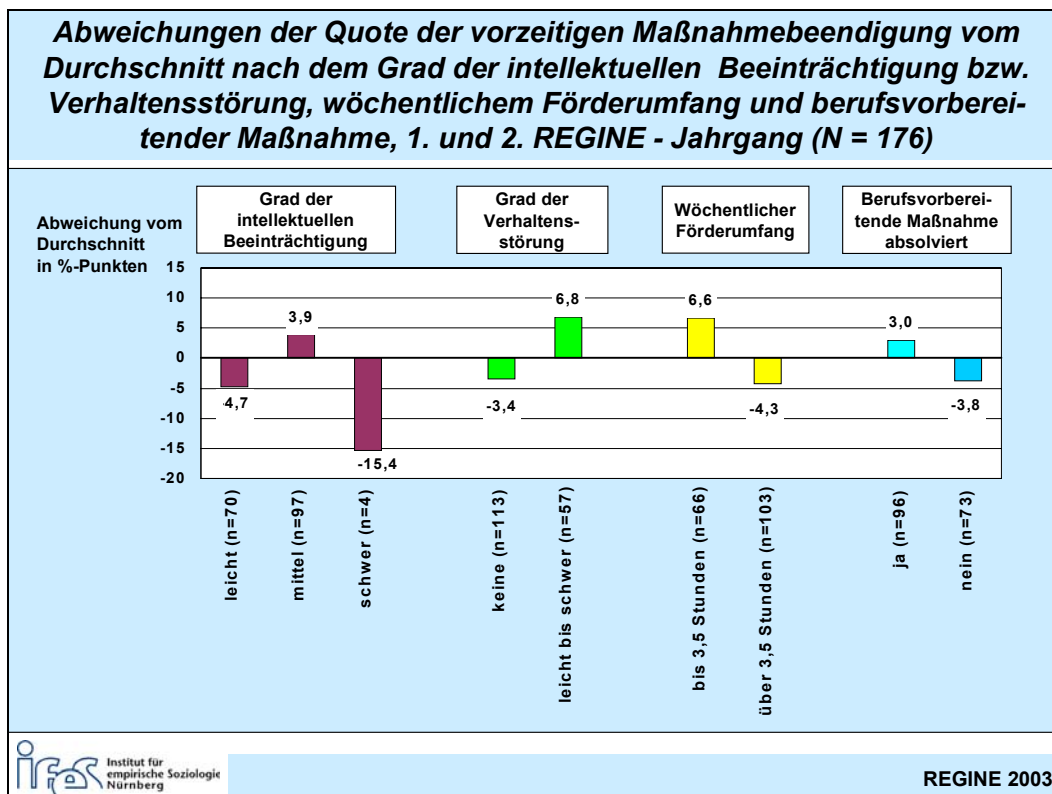 Abweichungen der Quote der vorzeitigen Maßnahmebeendigung vom
Durchschnitt nach dem Grad der intellektuellen Beeinträchtigung bzw.
Verhaltensstörung, wöchentlichem Förderumfang und berufsvorberei-
tender Maßnahme, 1. und 2. REGINE - Jahrgang (N = 176)
Abweichung vom
Durchschnitt
in %-Punkten
Grad der
intellektuellen
Beeinträchtigung
Grad der
Verhaltens-
störung
Wöchentlicher
Förderumfang
Berufsvorberei-
tende Maßnahme
absolviert
15
10
5
0
-5
-10
-15
-20
-4,7
3,9
-15,4
-3,4
6,8
6,6
-4,3
3,0
-3,8
leicht (n=70)
mittel (n=97)
schwer (n=4)
keine (n=113)
leicht bis schwer (n=57)
bis 3,5 Stunden (n=66)
über 3,5 Stunden (n=103)
ja (n=96)
nein (n=73)
ifes
Institut für
empirische Soziologie
Nürnberg
REGINE 2003